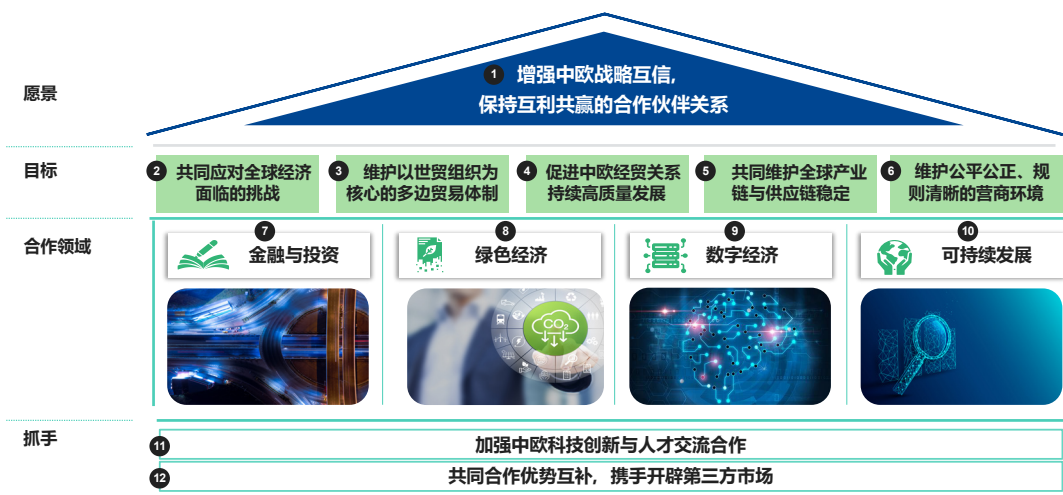 愿景
1 增强中欧战略互信,
保持互利共赢的合作伙伴关系
目标
2 共同应对全球经济
面临的挑战
3 维护以世贸组织为
核心的多边贸易体制
4 促进中欧经贸关系
持续高质量发展
5 共同维护全球产业
链与供应链稳定
6 维护公平公正、规
则清晰的营商环境
合作领域
7
金融与投资
8
绿色经济
9
数字经济
10
可持续发展
CO2
抓手
11 加强中欧科技创新与人才交流合作
12 共同合作优势互补, 携手开辟第三方市场